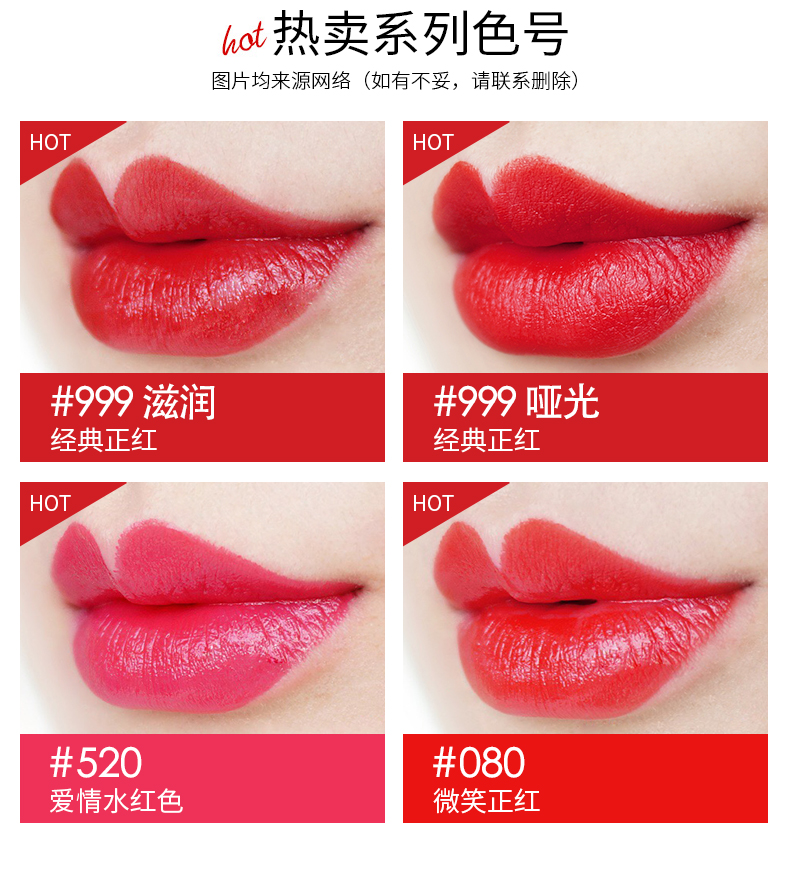 hot 热卖系列色号
图片均来源网络（如有不妥，请联系删除）
HOT
HOT
#999 滋润
经典正红
#999 哑光
经典正红
HOT
HOT
#520
爱情水红色
#080
微笑正红